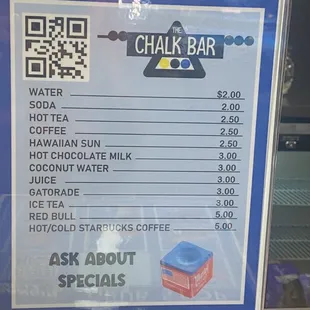 THE
CHALK BAR
WATER $2.00
SODA 2.00
HOT TEA 2.50
COFFEE 2.50
HAWAIIAN SUN 2.50
HOT CHOCOLATE MILK 3.00
COCONUT WATER 3.00
JUICE 3.00
GATORADE 3.00
ICE TEA 3.00
RED BULL 5.00
HOT/COLD STARBUCKS COFFEE 5.00
ASK ABOUT
SPECIALS